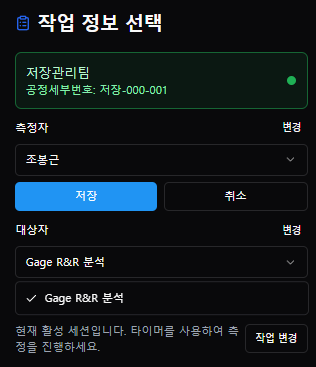 작업 정보 선택
저장관리팀
공정세부번호: 저장-000-001
측정자 변경
조봉근
저장 취소
대상자 변경
Gage R&R 분석
Gage R&R 분석
현재 활성 세션입니다. 타이머를 사용하여 측
정을 진행하세요.
작업 변경